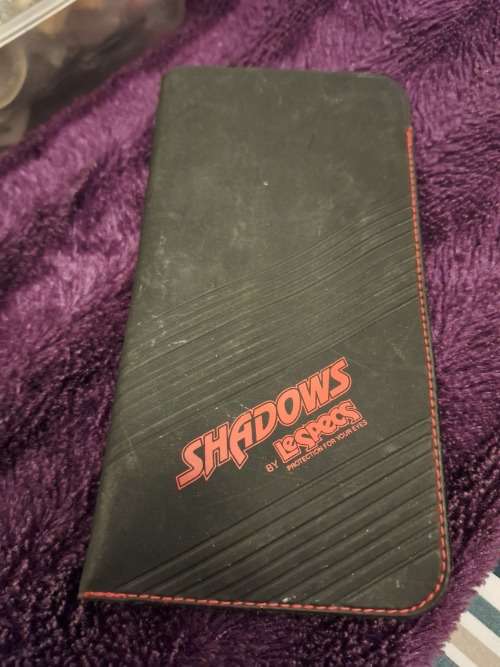 SHADOWS
BY Le Specs
PROTECTION FOR YOUR EYES